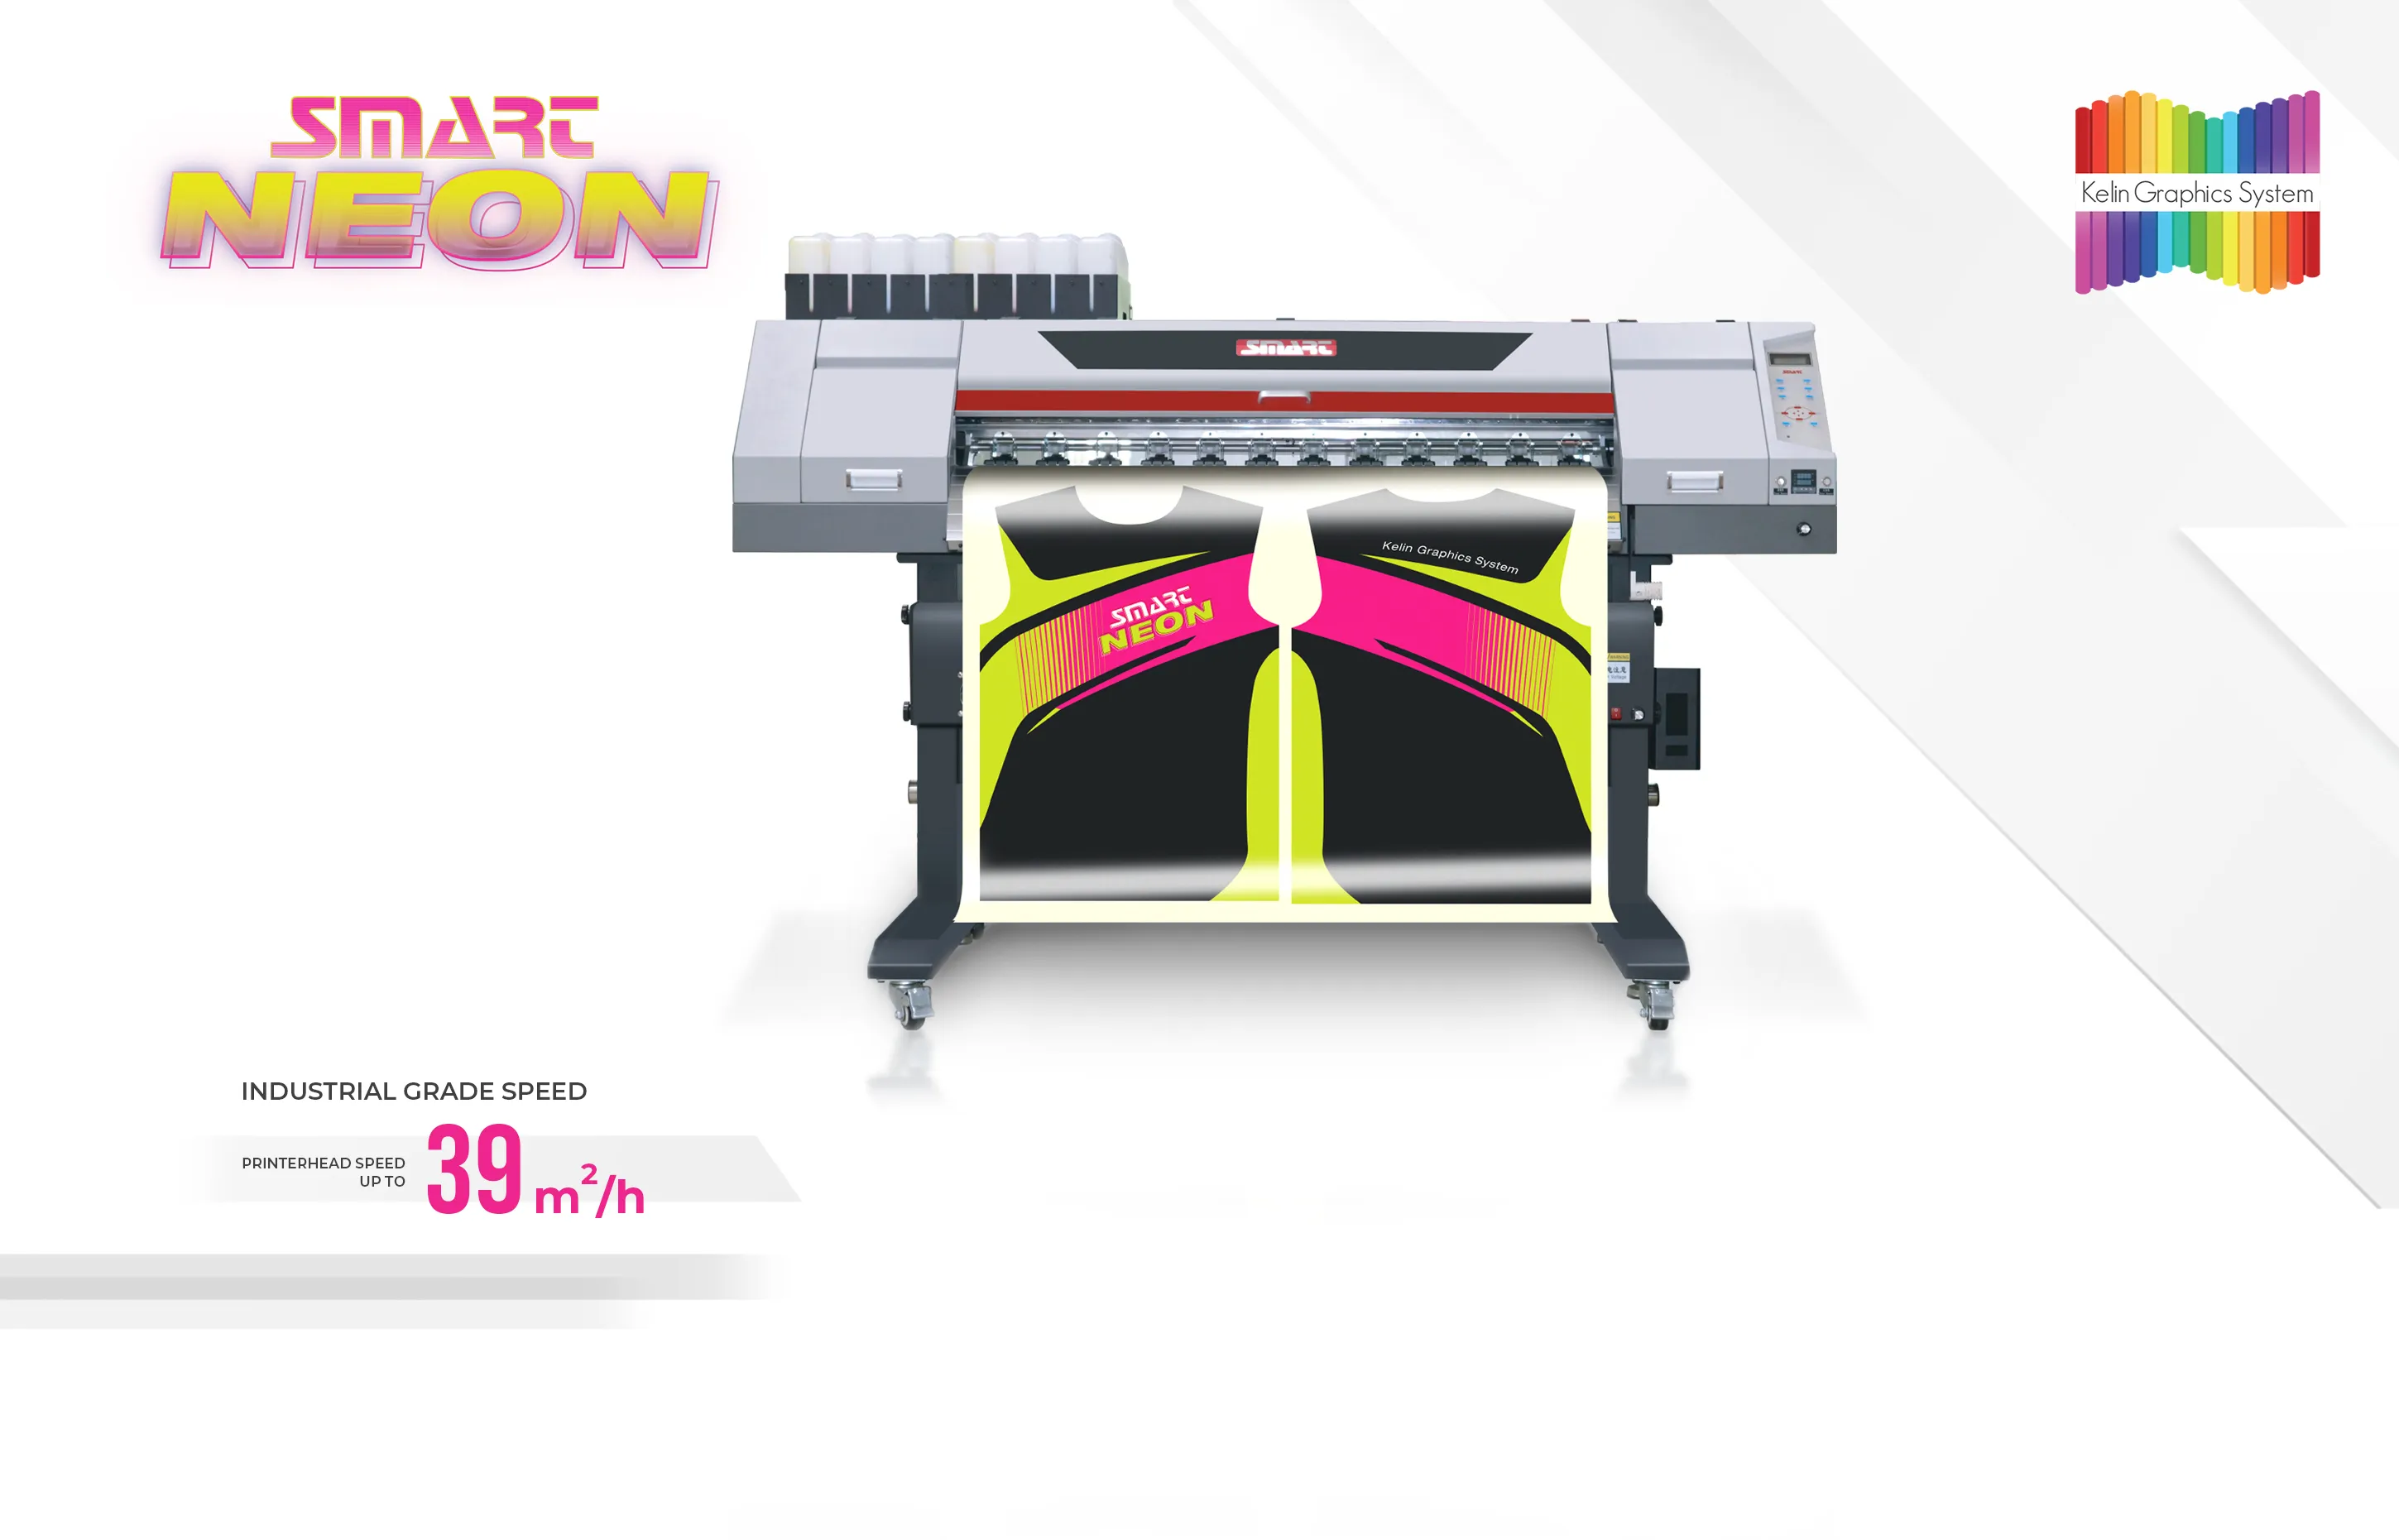 SMART
NEON
Kelin Graphics System
SMART
SMART
Kelin Graphics System
SMART
NEON
INDUSTRIAL GRADE SPEED
PRINTERHEAD SPEED
UP TO
39 m²/h